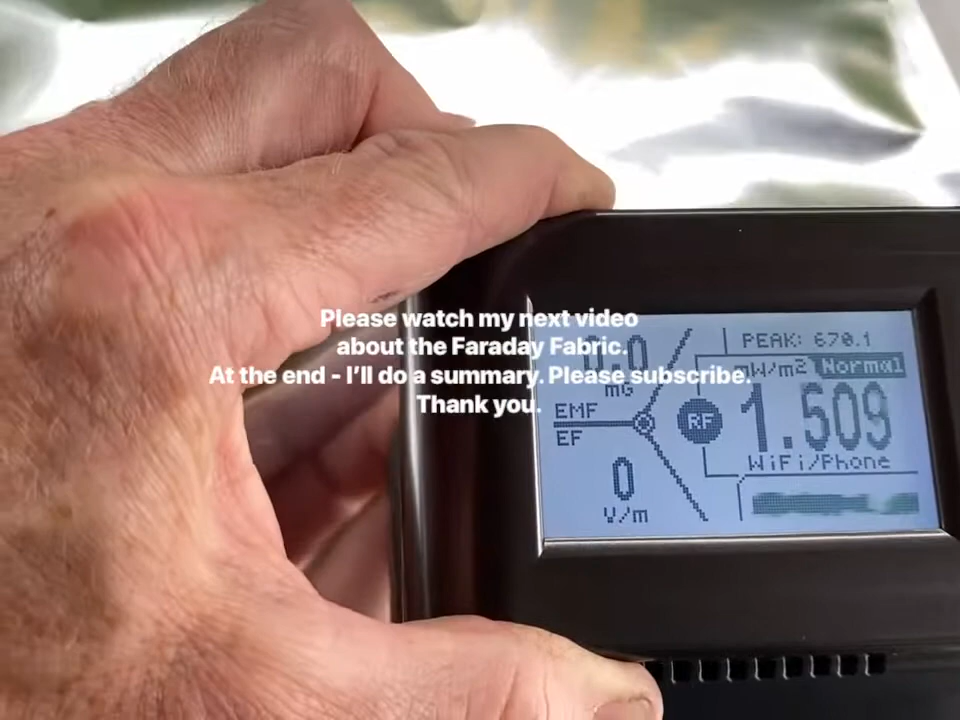 Please watch my next video
about the Faraday Fabric.
At the end - I'll do a summary. Please subscribe.
Thank you.
PEAK: 670.1
mW/m² Normal
mG
EMF
RF
1.509
EF
WiFi/Phone
0
V/m